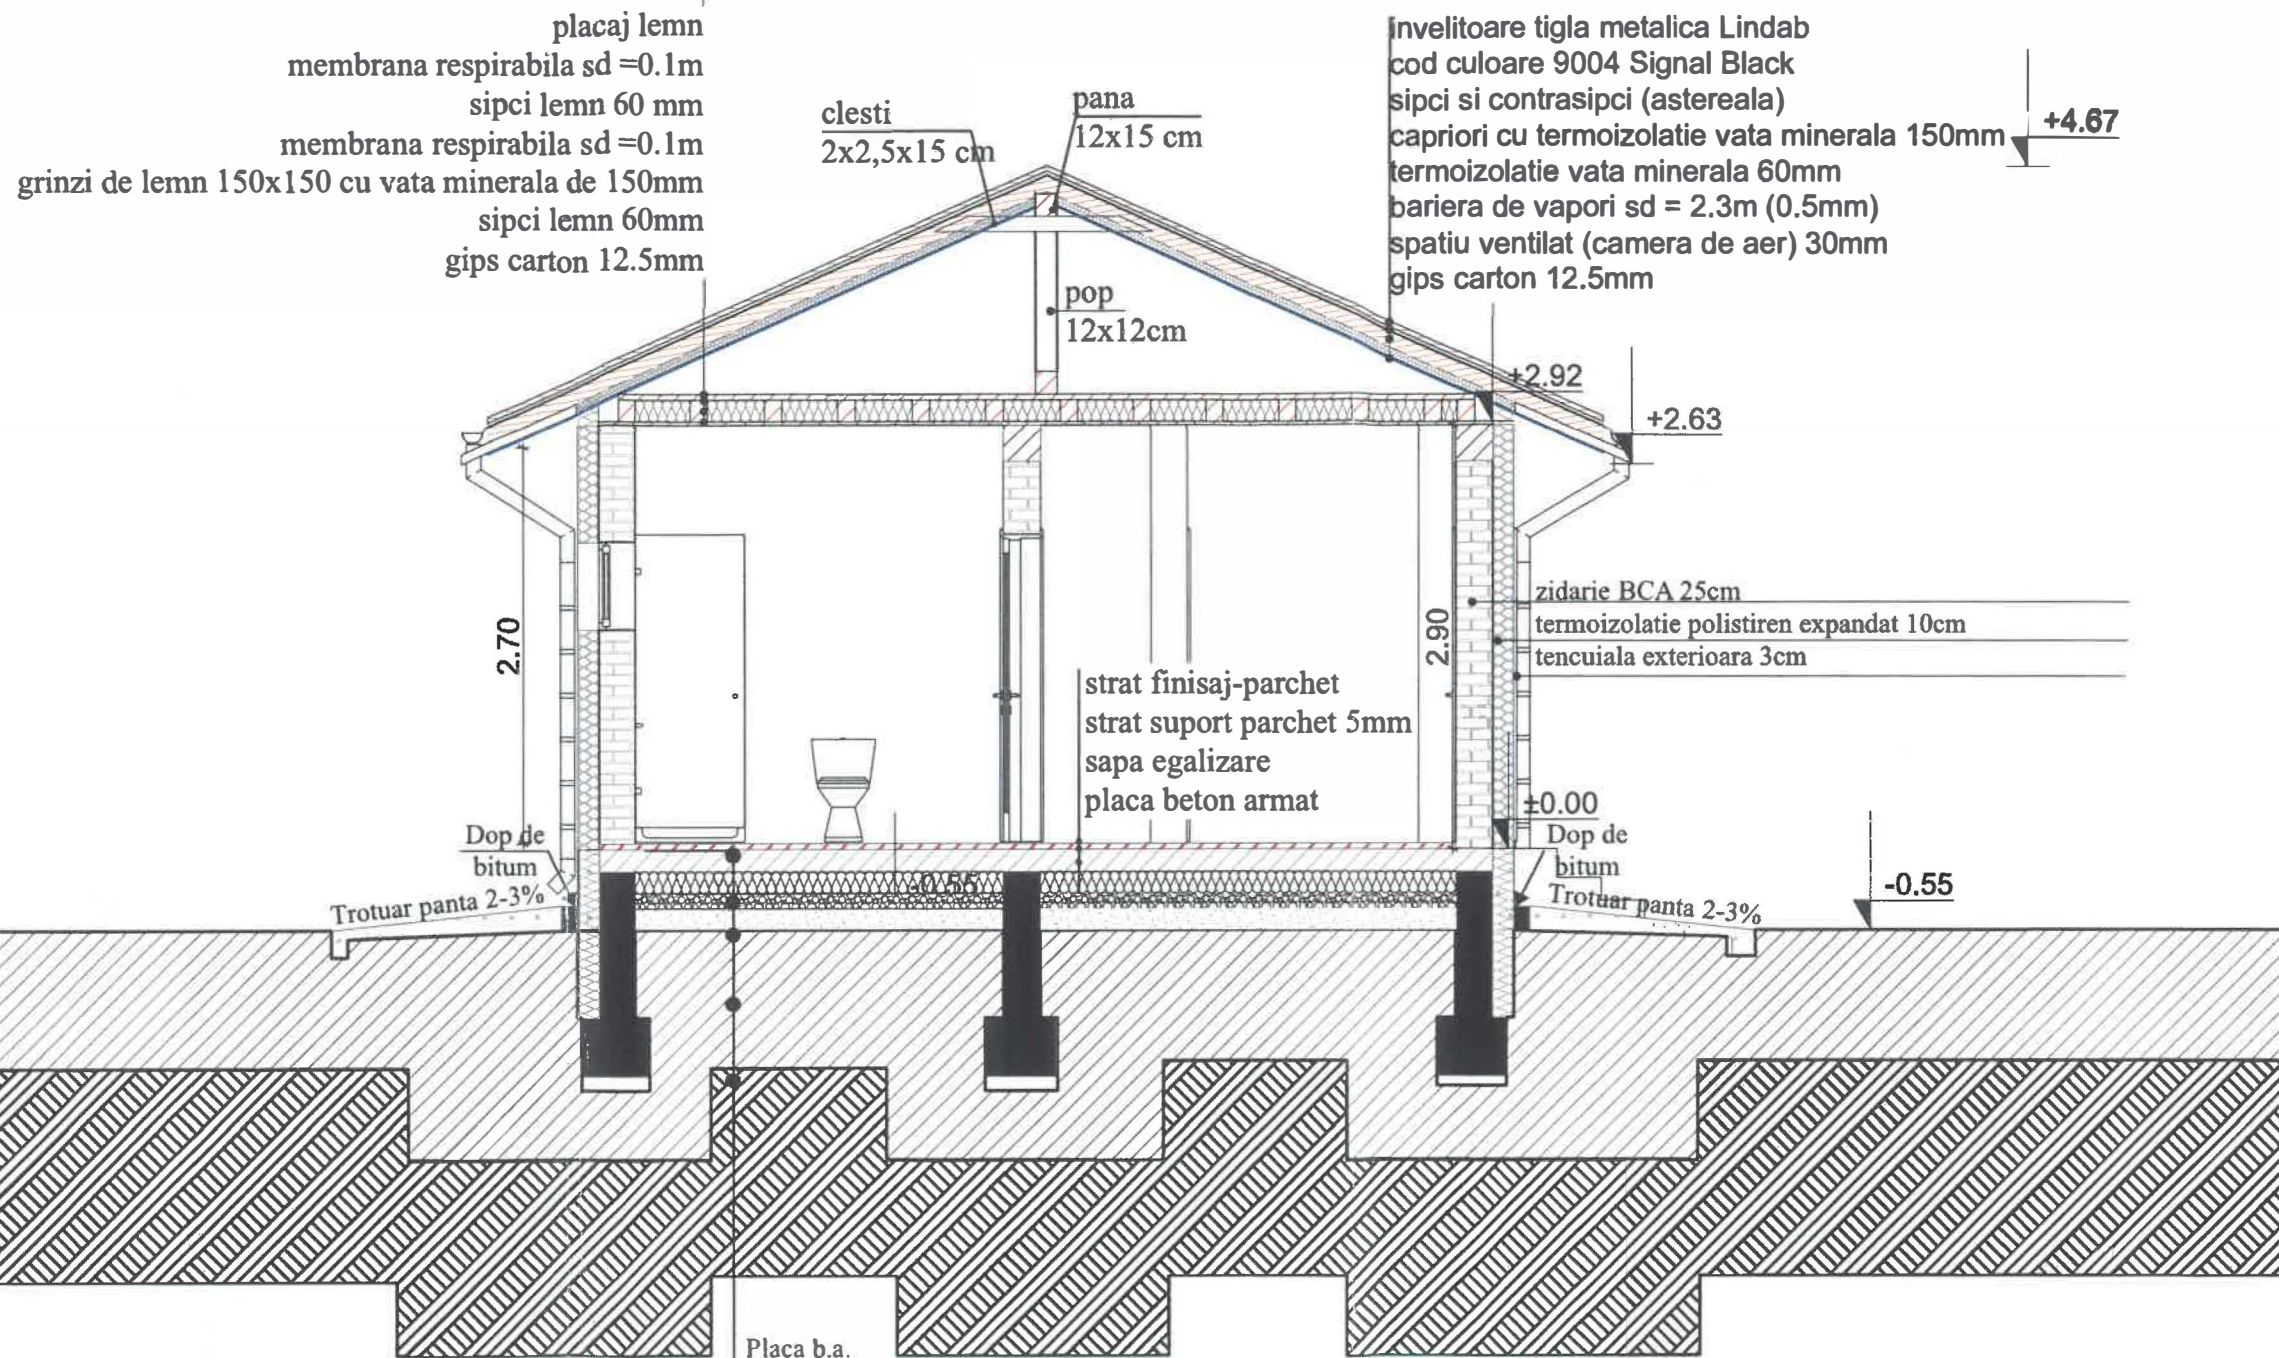 placaj lemn
membrana respirabila sd =0.1m
sipci lemn 60 mm
membrana respirabila sd =0.1m
grinzi de lemn 150x150 cu vata minerala de 150mm
sipci lemn 60mm
gips carton 12.5mm
clesti
2x2,5x15 cm
pana
12x15 cm
invelitoare tigla metalica Lindab
cod culoare 9004 Signal Black
sipci si contrasipci (astereala)
capriori cu termoizolatie vata minerala 150mm
termoizolatie vata minerala 60mm
bariera de vapori sd = 2.3m (0.5mm)
spatiu ventilat (camera de aer) 30mm
gips carton 12.5mm
+4.67
pop
12x12cm
+2.92
+2.63
2.70
2.90
zidarie BCA 25cm
termoizolatie polistiren expandat 10cm
tencuiala exterioara 3cm
strat finisaj-parchet
strat suport parchet 5mm
sapa egalizare
placa beton armat
±0.00
Dop de
bitum
Trotuar panta 2-3%
-0.55
Dop de
bitum
Trotuar panta 2-3%
-0.55
Placa b.a.